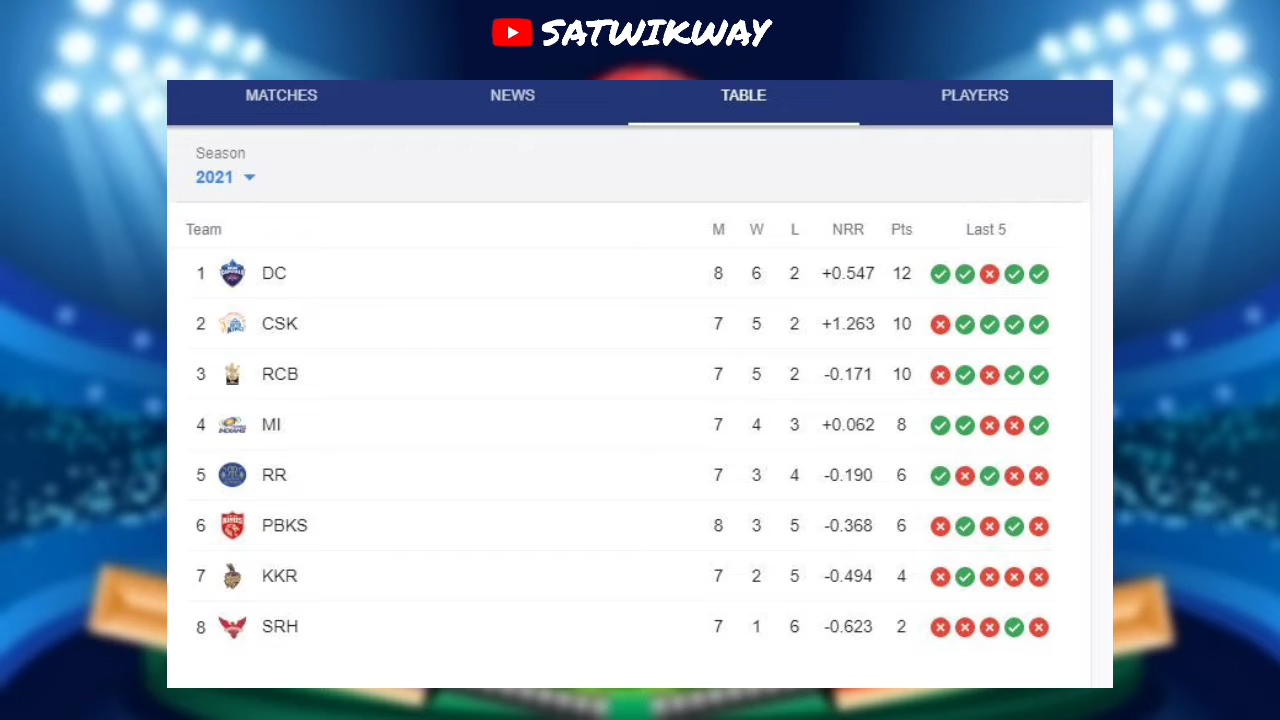 SATWIKWAY
MATCHES NEWS TABLE PLAYERS
Season
2021
Team M W L NRR Pts Last 5
1 DC 8 6 2 +0.547 12
2 CSK 7 5 2 +1.263 10
3 RCB 7 5 2 -0.171 10
4 MI 7 4 3 +0.062 8
5 RR 7 3 4 -0.190 6
6 PBKS 8 3 5 -0.368 6
7 KKR 7 2 5 -0.494 4
8 SRH 7 1 6 -0.623 2